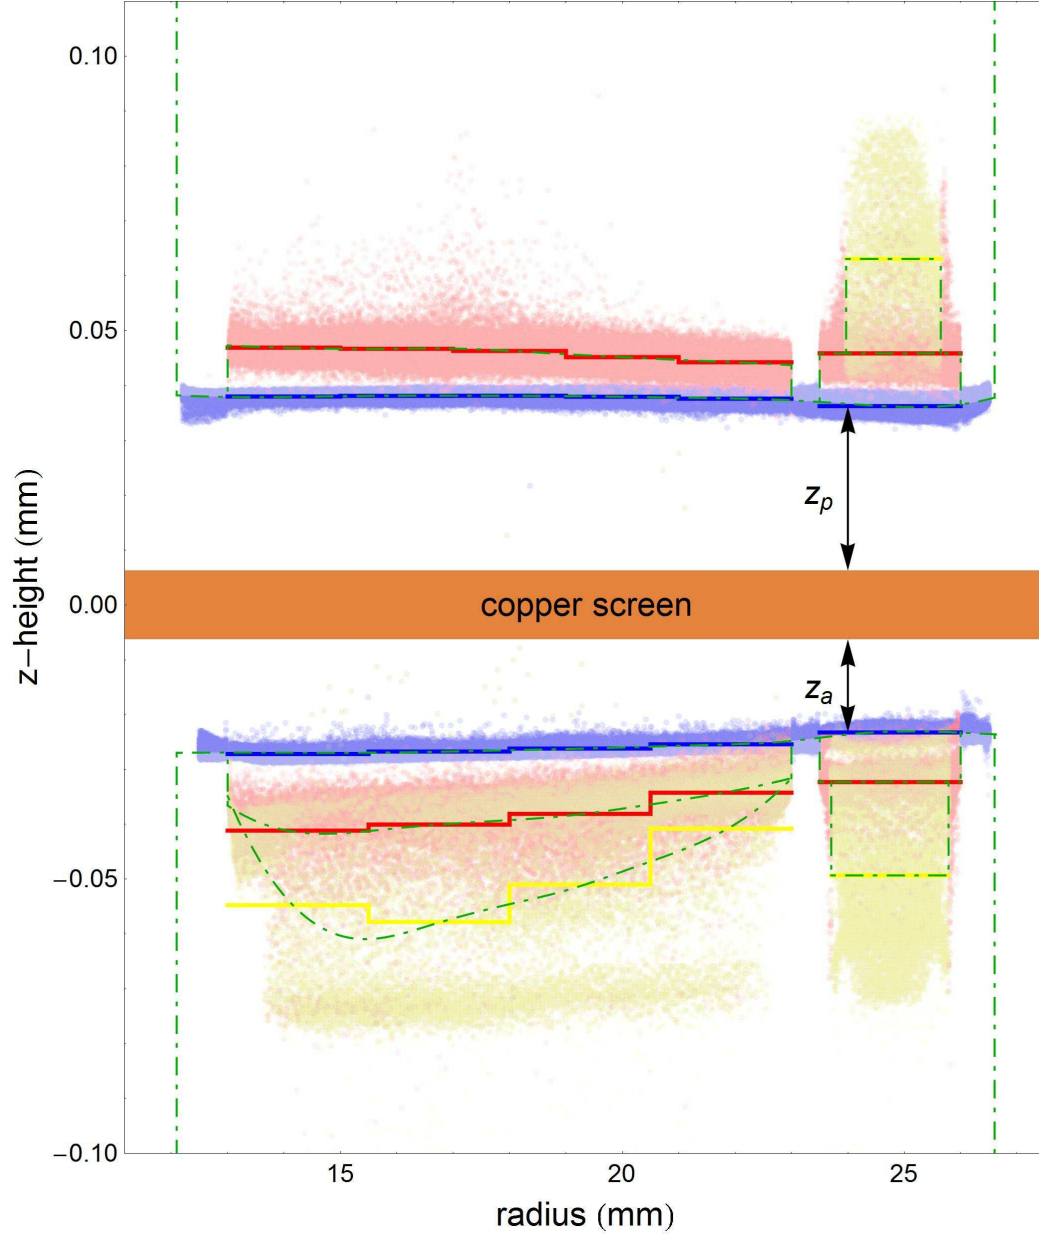 0.10
0.05
z_p
0.00
copper screen
z−height (mm)
z_a
−0.05
−0.10
15 20 25
radius (mm)